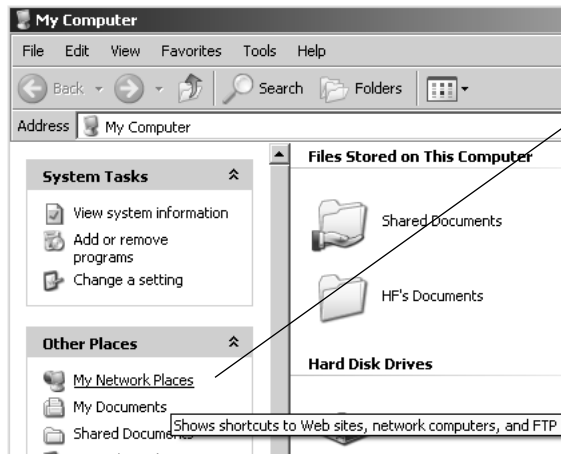 My Computer
File Edit View Favorites Tools Help
Back Search Folders
Address My Computer
System Tasks
View system information
Add or remove
programs
Change a setting
Other Places
My Network Places
My Documents
Shared Docume
Shows shortcuts to Web sites, network computers, and FTP
Files Stored on This Computer
Shared Documents
HF's Documents
Hard Disk Drives